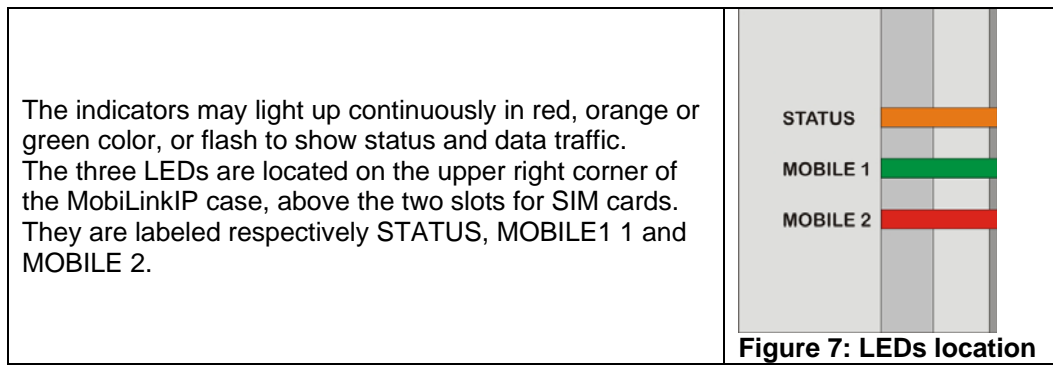 The indicators may light up continuously in red, orange or
green color, or flash to show status and data traffic.
The three LEDs are located on the upper right corner of
the MobiLinkIP case, above the two slots for SIM cards.
They are labeled respectively STATUS, MOBILE1 1 and
MOBILE 2.
STATUS
MOBILE 1
MOBILE 2
Figure 7: LEDs location